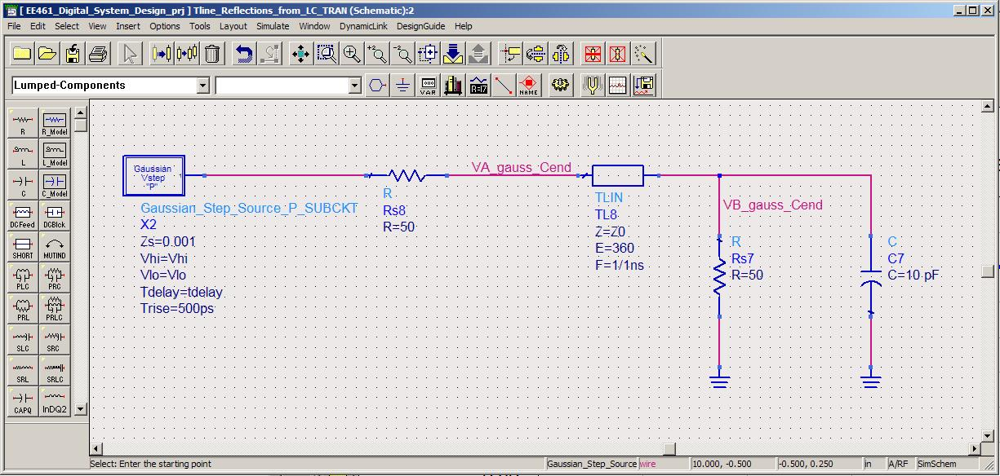 [ EE461_Digital_System_Design_prj ] Tline_Reflections_from_LC_TRAN (Schematic):2
File Edit Select View Insert Options Tools Layout Simulate Window DynamicLink DesignGuide Help
Lumped-Components
VAR
R=?
NAME
R R_Model
L L_Model
C C_Model
DCFeed DCBlck
SHORT MUTIND
PLC PRC
PRL PRLC
SLC SRC
SRL SRLC
CAPQ InDQ2
Gaussian
Vstep
"P"
1
Gaussian_Step_Source_P_SUBCKT
X2
Zs=0.001
Vhi=Vhi
Vlo=Vlo
Tdelay=tdelay
Trise=500ps
R
Rs8
R=50
VA_gauss_Cend
TLIN
TL8
Z=Z0
E=360
F=1/1ns
VB_gauss_Cend
R
Rs7
R=50
C
C7
C=10 pF
Select: Enter the starting point Gaussian_Step_Source wire 10.000, -0.500 -0.500, 0.250 in A/RF SimSchem